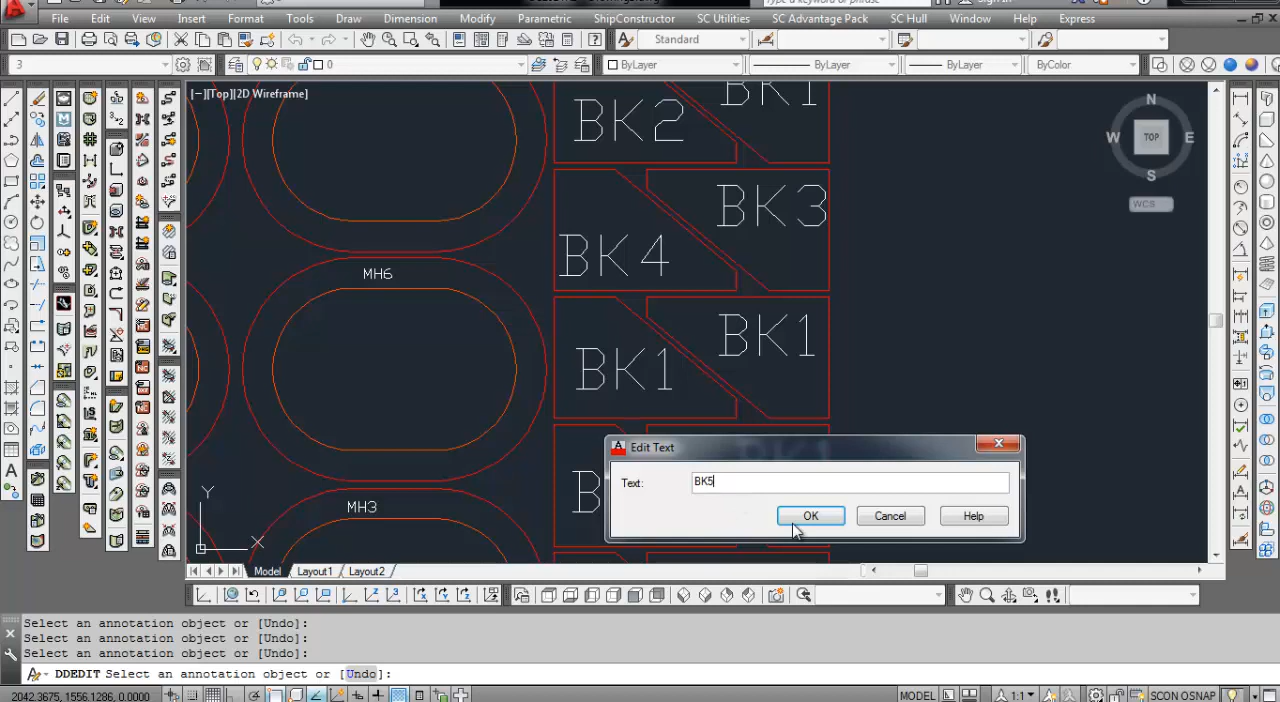 File Edit View Insert Format Tools Draw Dimension Modify Parametric ShipConstructor SC Utilities SC Advantage Pack SC Hull Window Help Express
Standard
3
0
ByLayer
ByLayer
ByLayer
ByColor
[−][Top][2D Wireframe]
N
W TOP E
S
WCS
BK2
BK1
BK3
BK4
MH6
BK1
BK1
MH3
Edit Text
Text: BK5
OK Cancel Help
Y
X
Model Layout1 Layout2
Select an annotation object or [Undo]:
Select an annotation object or [Undo]:
Select an annotation object or [Undo]:
DDEDIT Select an annotation object or [Undo]:
2042.3675, 1556.1286, 0.0000
MODEL
1:1
SCON OSNAP